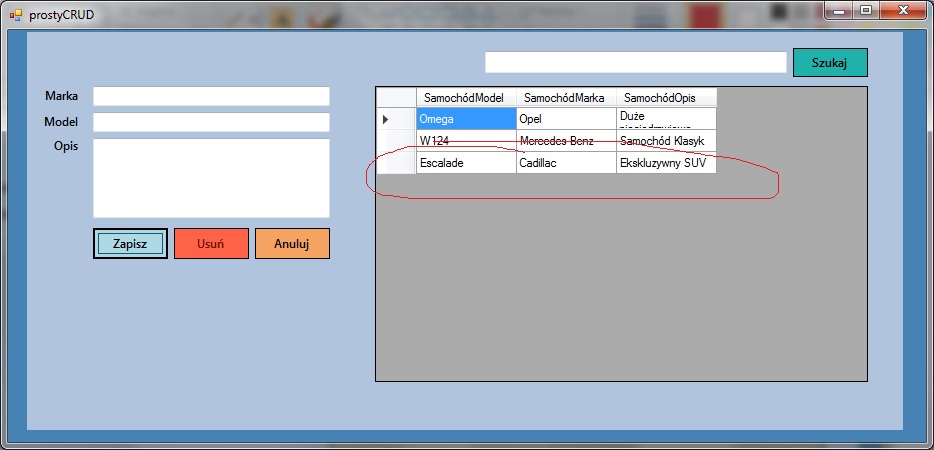 prostyCRUD
Szukaj
Marka
Model
Opis
Zapisz Usuń Anuluj
SamochódModel SamochódMarka SamochódOpis
Omega Opel Duże
W124 Mercedes Benz Samochód Klasyk
Escalade Cadillac Ekskluzywny SUV